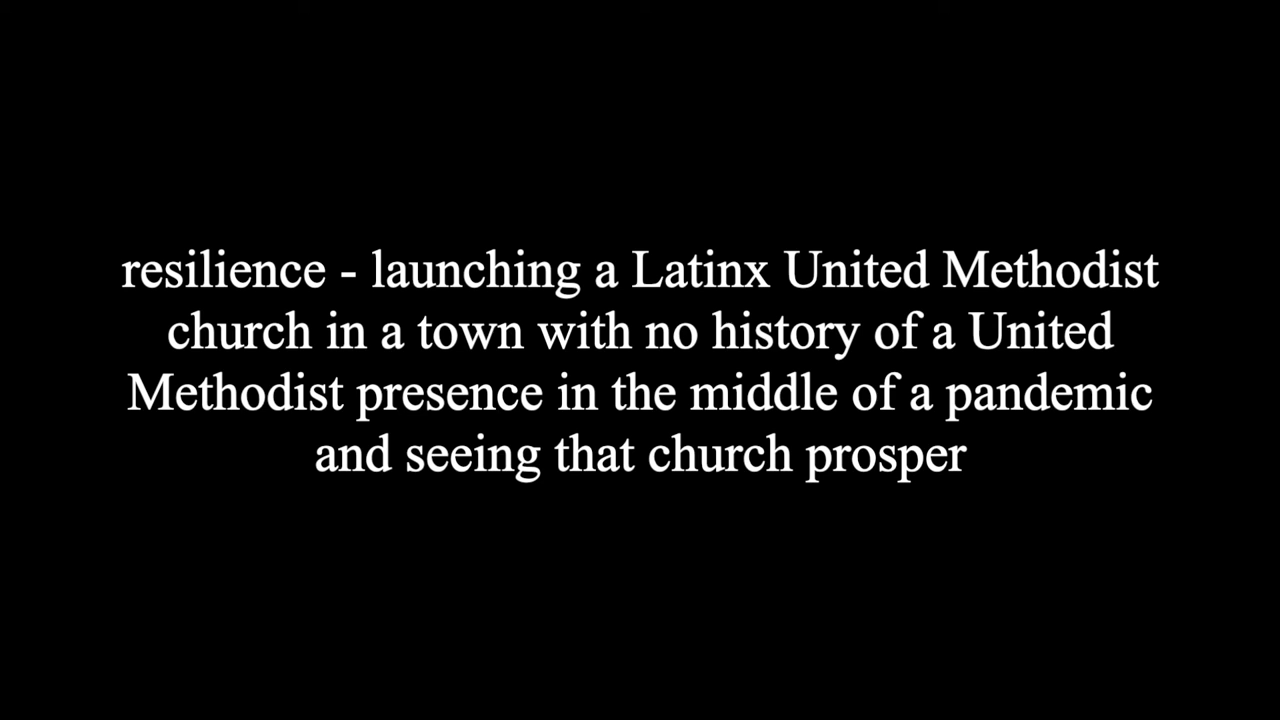 resilience - launching a Latinx United Methodist
church in a town with no history of a United
Methodist presence in the middle of a pandemic
and seeing that church prosper